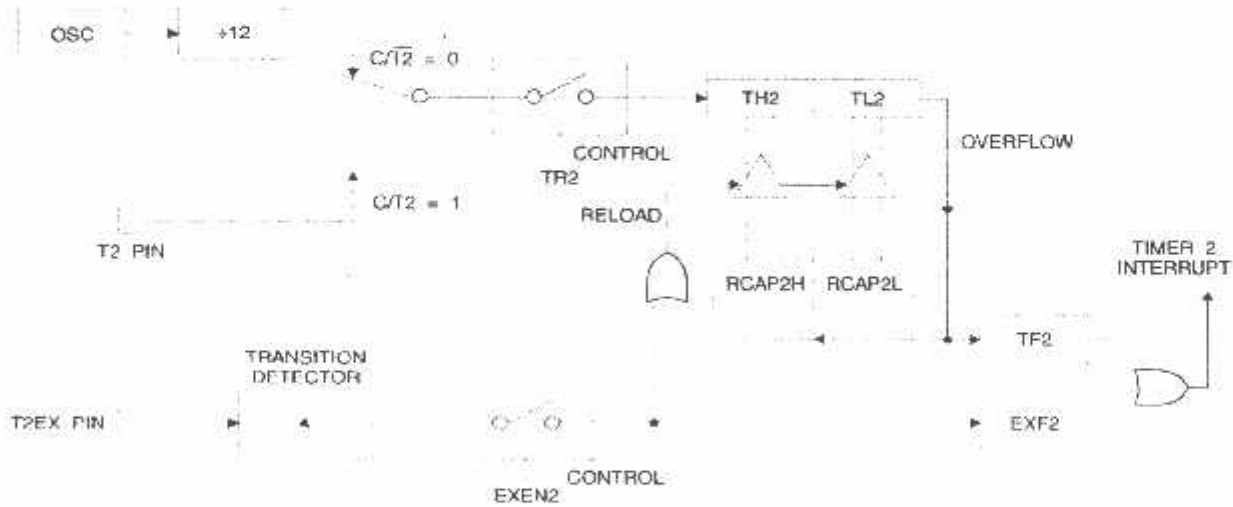 OSC
÷12
C/T2 = 0
TH2
TL2
OVERFLOW
CONTROL
TR2
C/T2 = 1
RELOAD
T2 PIN
TIMER 2
INTERRUPT
RCAP2H
RCAP2L
TF2
TRANSITION
DETECTOR
T2EX PIN
EXF2
CONTROL
EXEN2